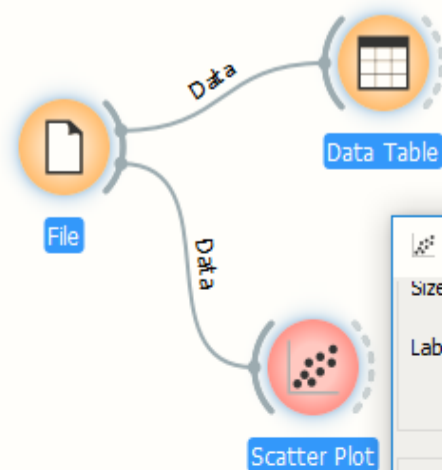 Data
Data Table
File
Data
Size
Lab
Scatter Plot